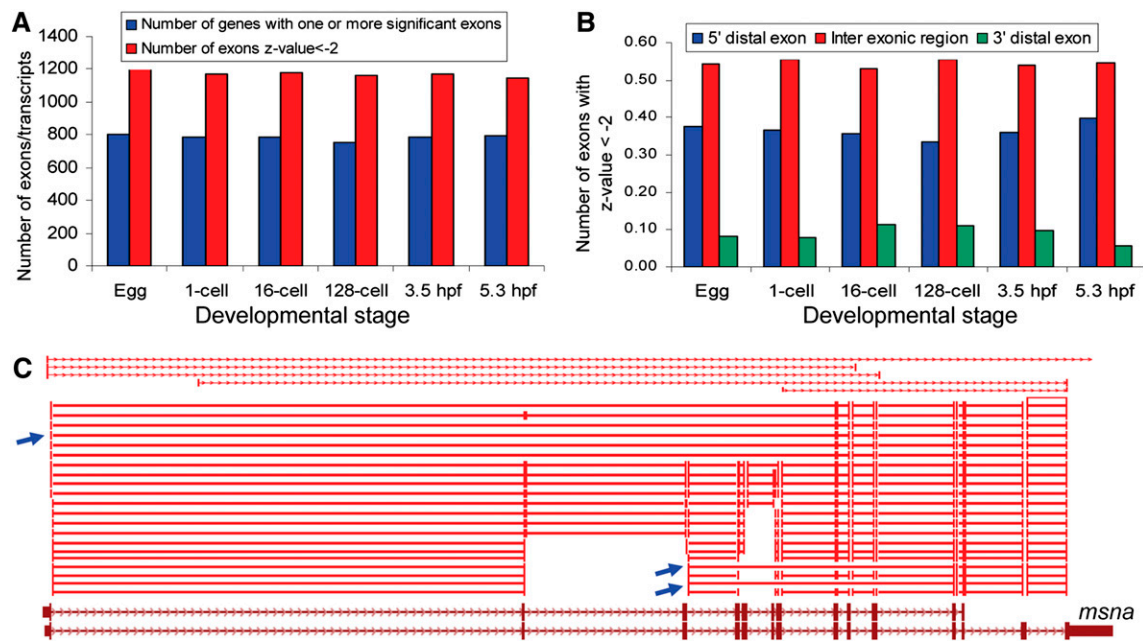 A
Number of genes with one or more significant exons
Number of exons z-value<-2
Number of exons/transcripts
1400
1200
1000
800
600
400
200
0
Egg
1-cell
16-cell
128-cell
3.5 hpf
5.3 hpf
Developmental stage
B
5' distal exon
Inter exonic region
3' distal exon
Number of exons with
z-value < -2
0.60
0.50
0.40
0.30
0.20
0.10
0.00
Egg
1-cell
16-cell
128-cell
3.5 hpf
5.3 hpf
Developmental stage
C
msna